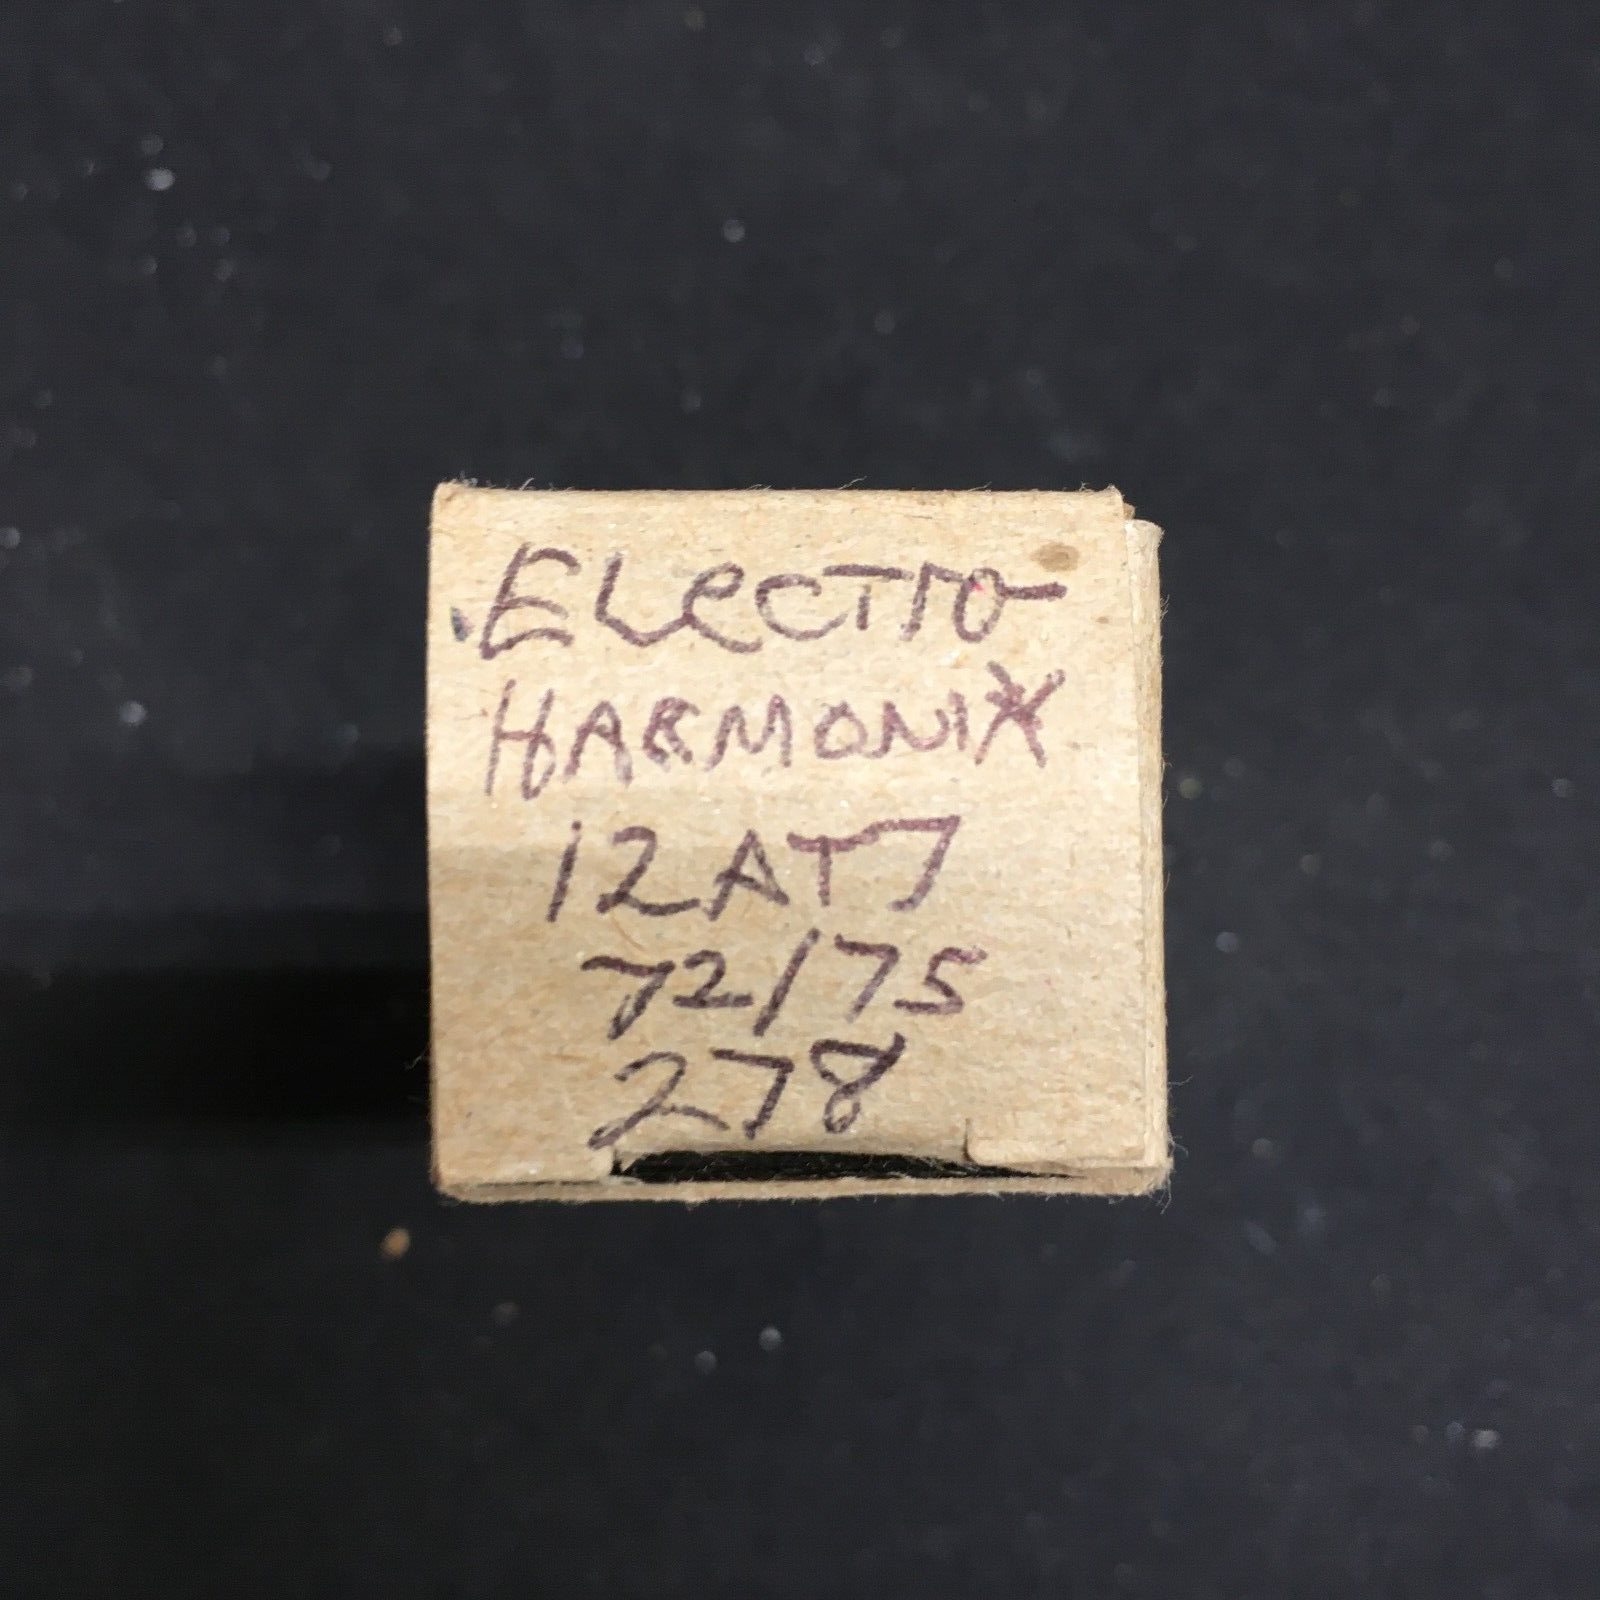 ELecTro
HARMONIX
12AT7
72/75
278